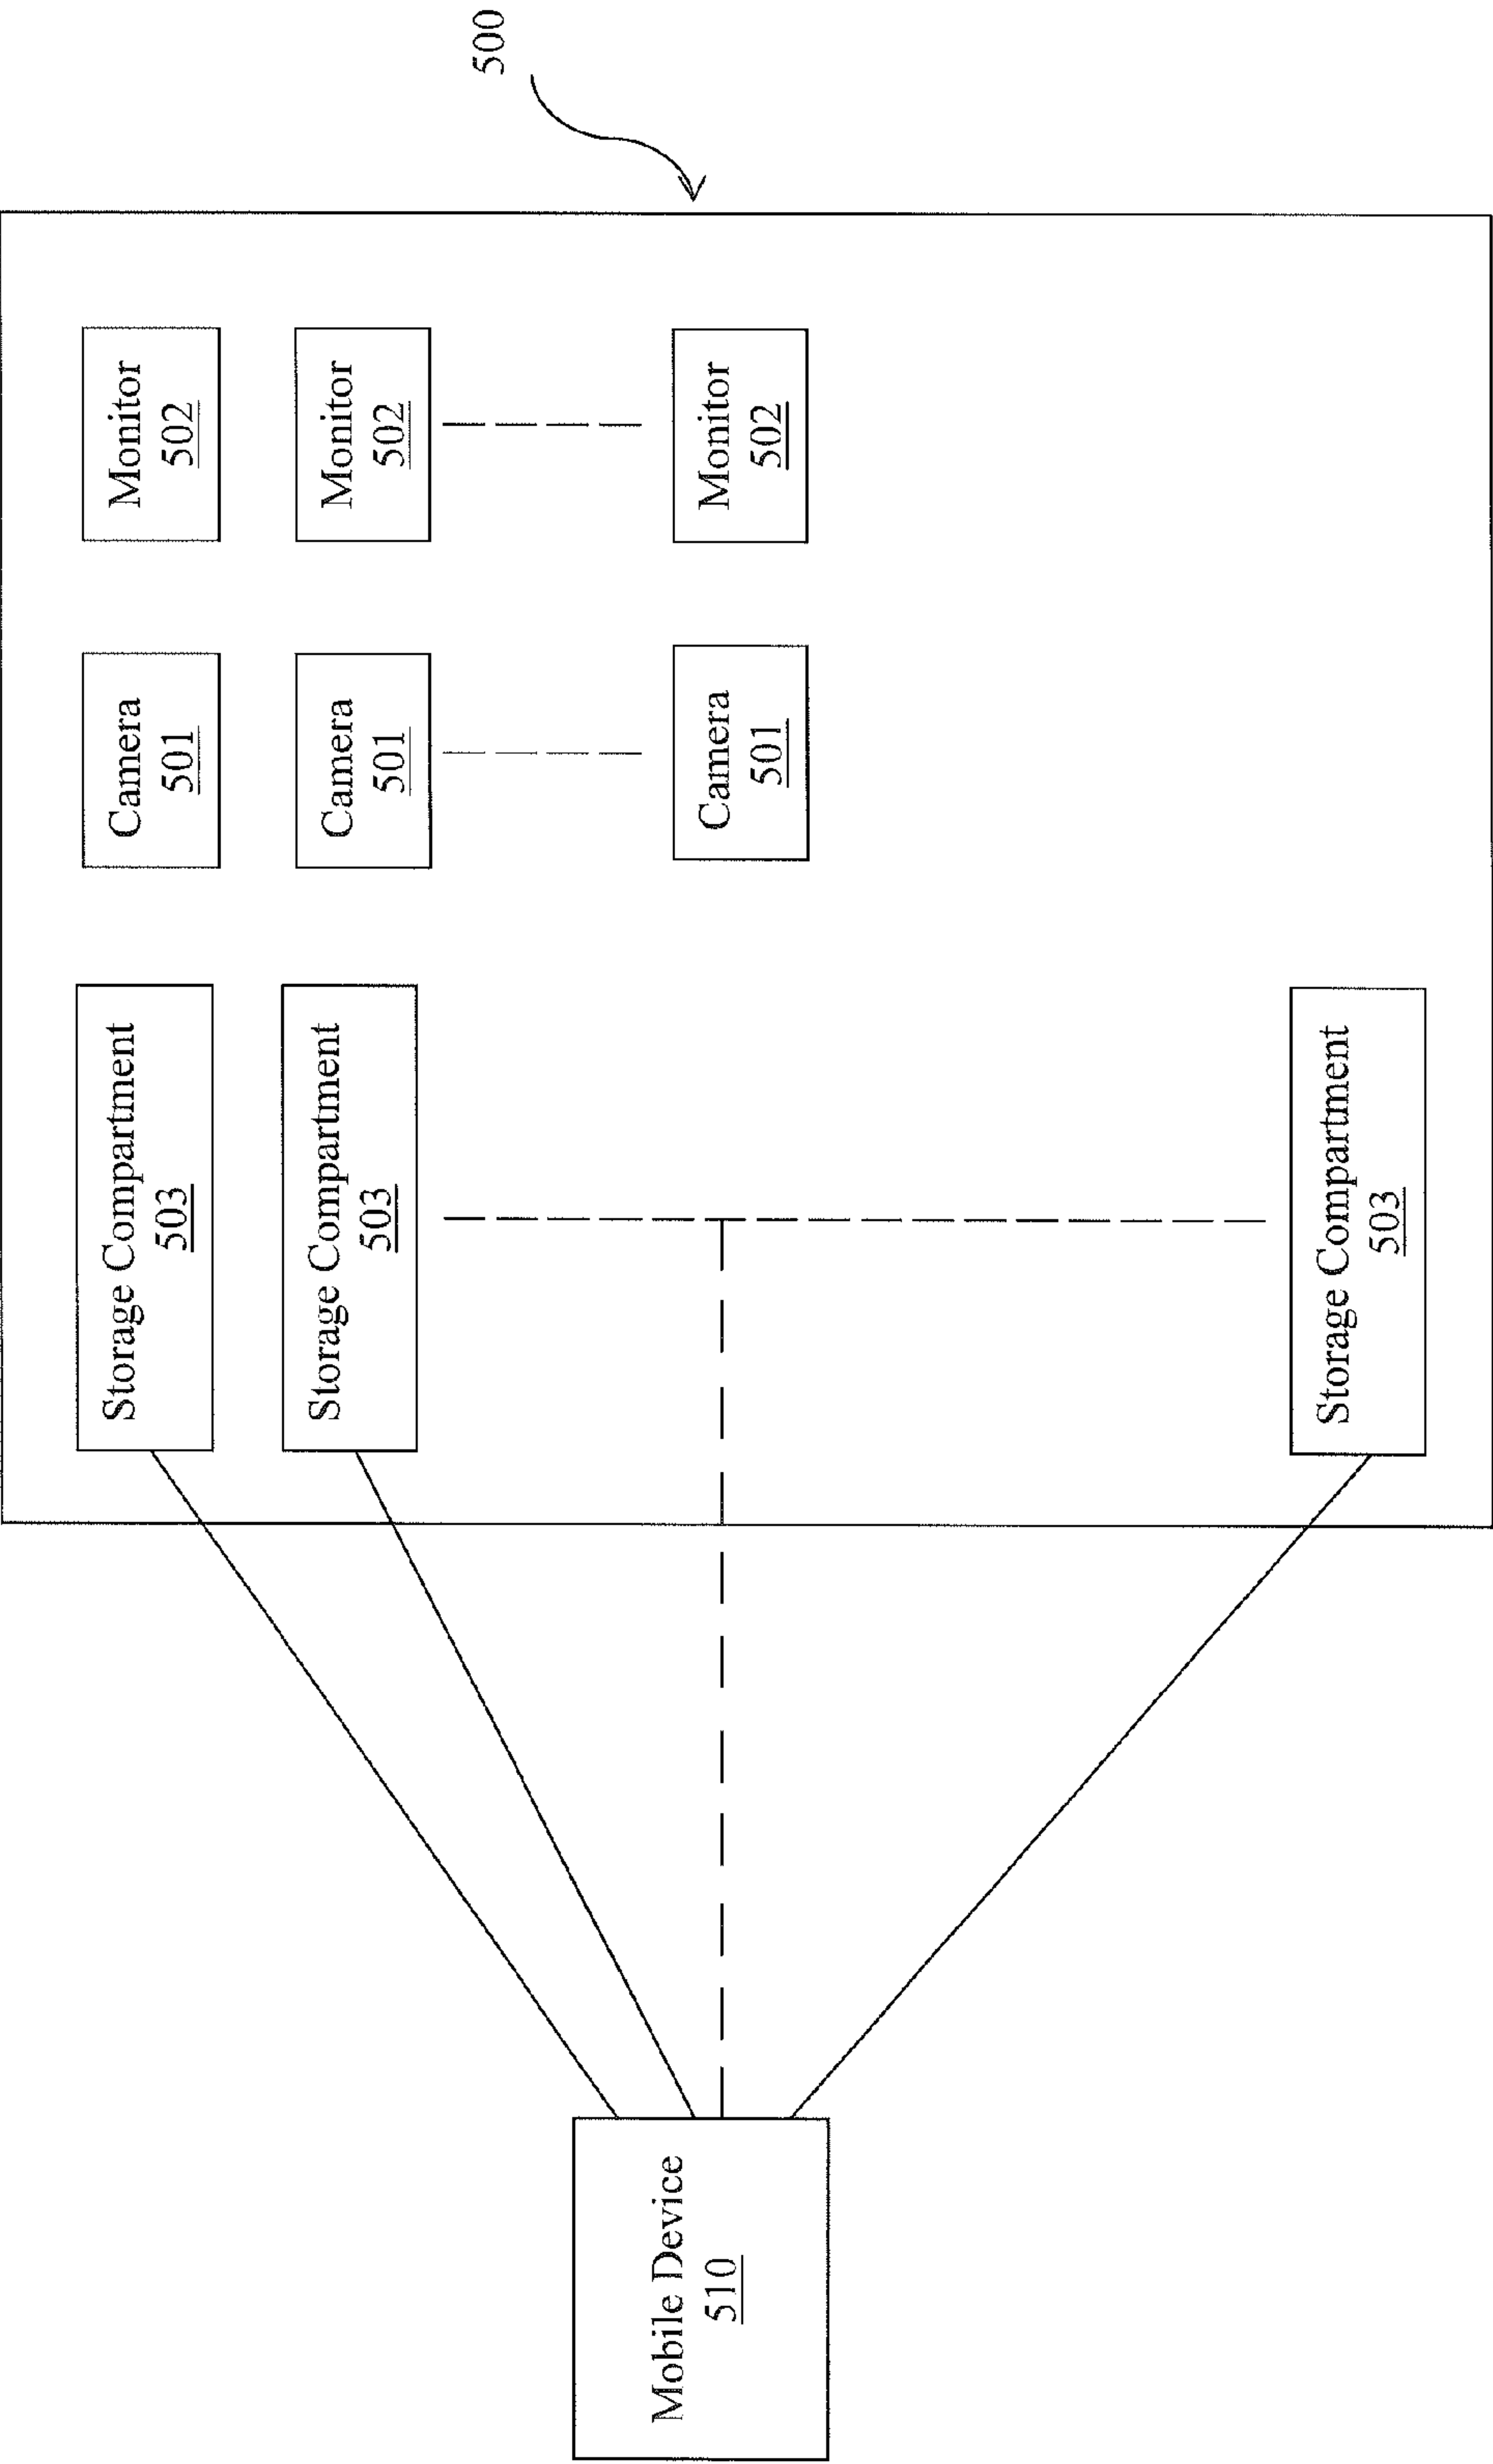 500
Monitor
502
Monitor
502
Monitor
502
Camera
501
Camera
501
Camera
501
Storage Compartment
503
Storage Compartment
503
Storage Compartment
503
Mobile Device
510